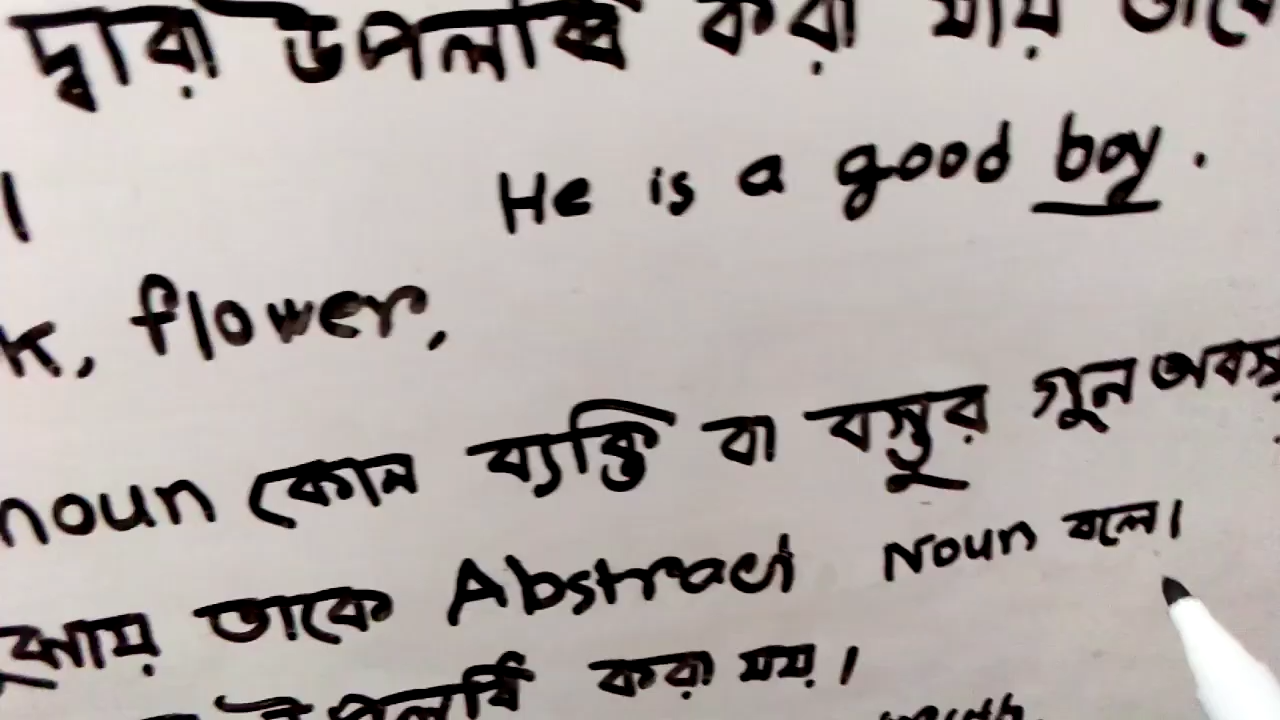 দ্বারা উপলব্ধি করা যায় তাকে
। He is a good boy.
k, flower,
noun কোন ব্যক্তি বা বস্তুর গুন অবস্থ
বুঝায় তাকে Abstract Noun বলে।
উপলব্ধি করা যায়।